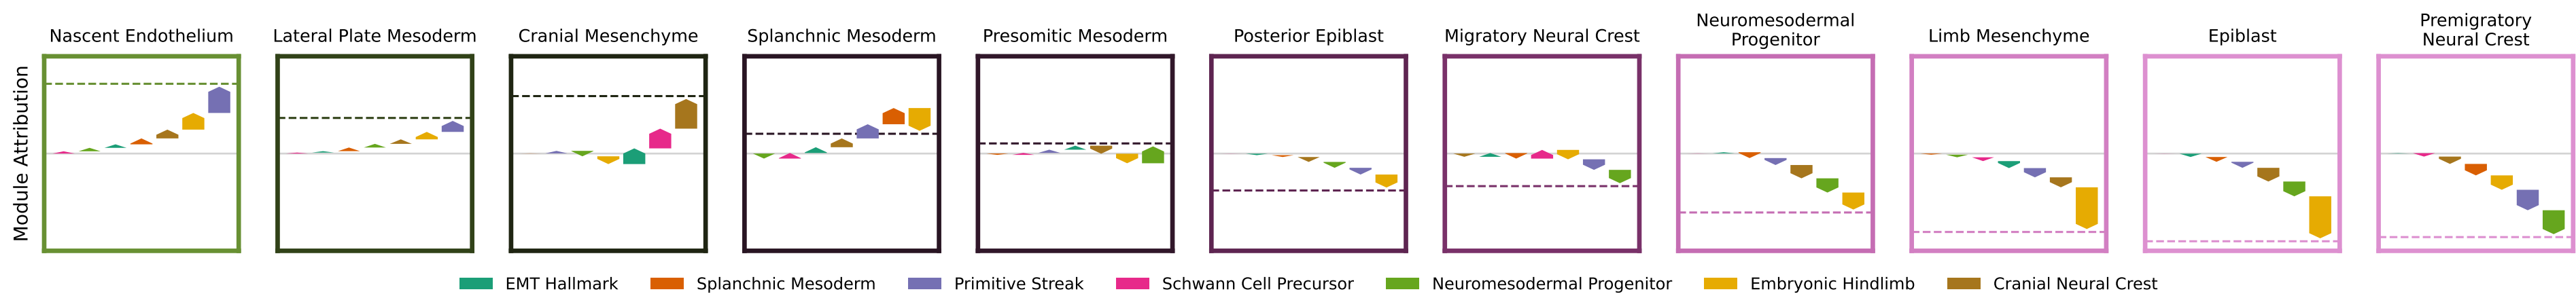 Module Attribution
Nascent Endothelium
Lateral Plate Mesoderm
Cranial Mesenchyme
Splanchnic Mesoderm
Presomitic Mesoderm
Posterior Epiblast
Migratory Neural Crest
Neuromesodermal
Progenitor
Limb Mesenchyme
Epiblast
Premigratory
Neural Crest
EMT Hallmark
Splanchnic Mesoderm
Primitive Streak
Schwann Cell Precursor
Neuromesodermal Progenitor
Embryonic Hindlimb
Cranial Neural Crest